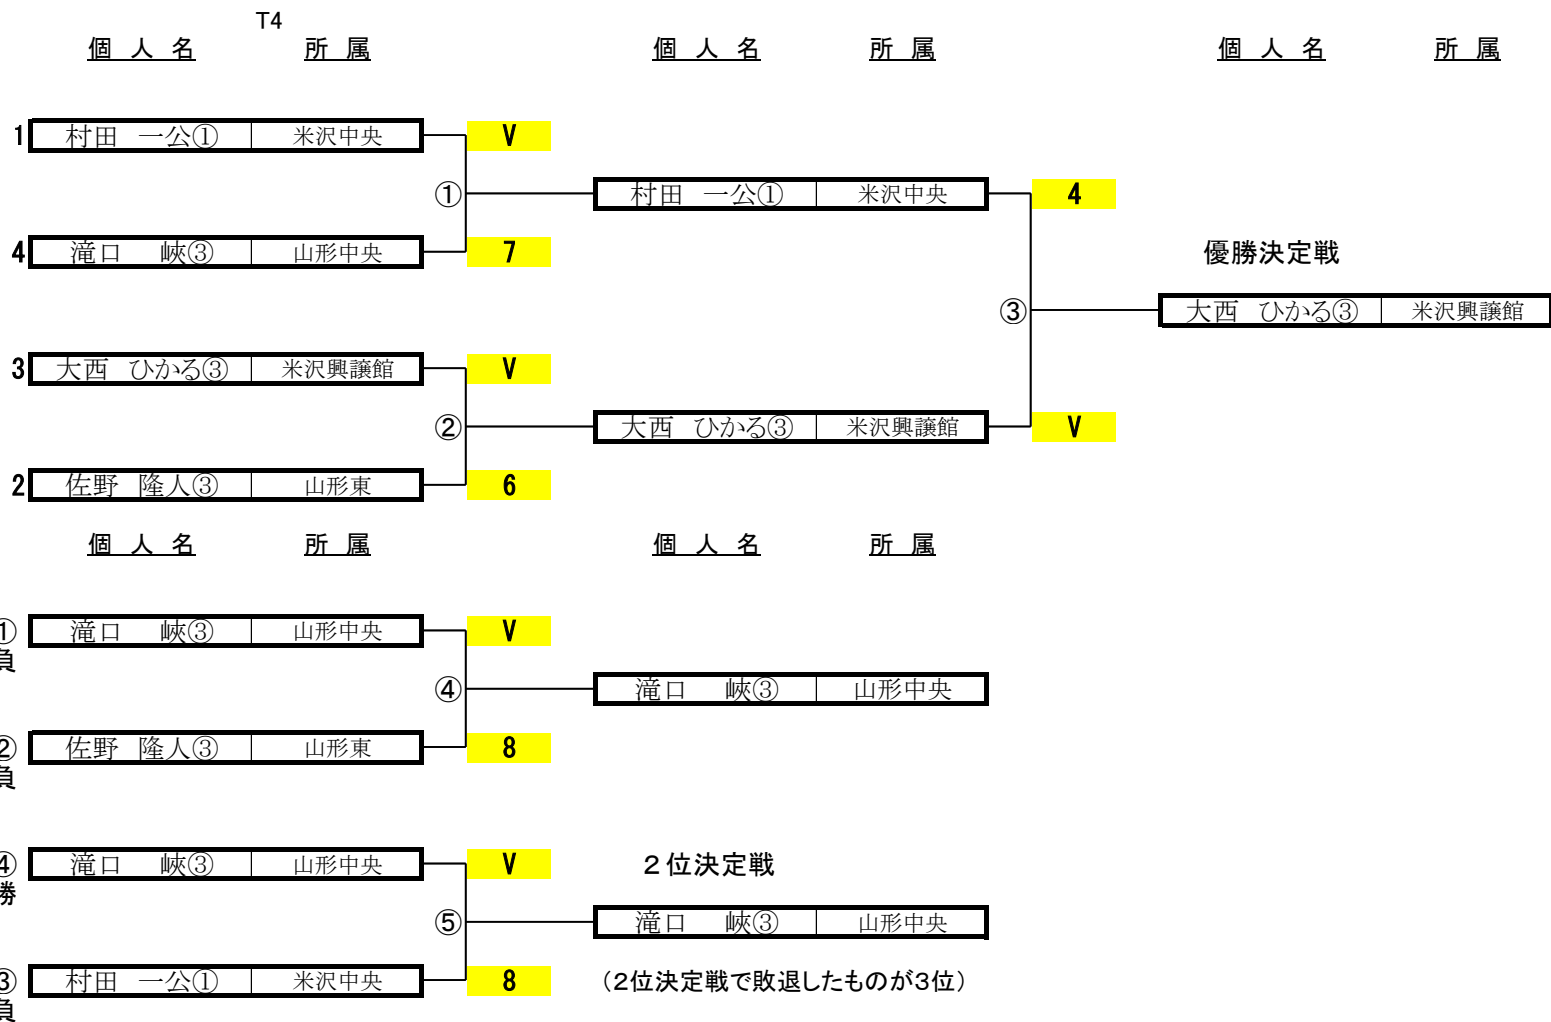 T4
個 人 名 所 属 個 人 名 所 属 個 人 名 所 属
1 村田 一公① 米沢中央 V
① 村田 一公① 米沢中央 4
4 滝口 峽③ 山形中央 7 優勝決定戦
③ 大西 ひかる③ 米沢興譲館
3 大西 ひかる③ 米沢興譲館 V
② 大西 ひかる③ 米沢興譲館 V
2 佐野 隆人③ 山形東 6
個 人 名 所 属 個 人 名 所 属
① 滝口 峽③ 山形中央 V
負
④ 滝口 峽③ 山形中央
② 佐野 隆人③ 山形東 8
負
④ 滝口 峽③ 山形中央 V 2位決定戦
勝
⑤ 滝口 峽③ 山形中央
③ 村田 一公① 米沢中央 8 (2位決定戦で敗退したものが3位)
負